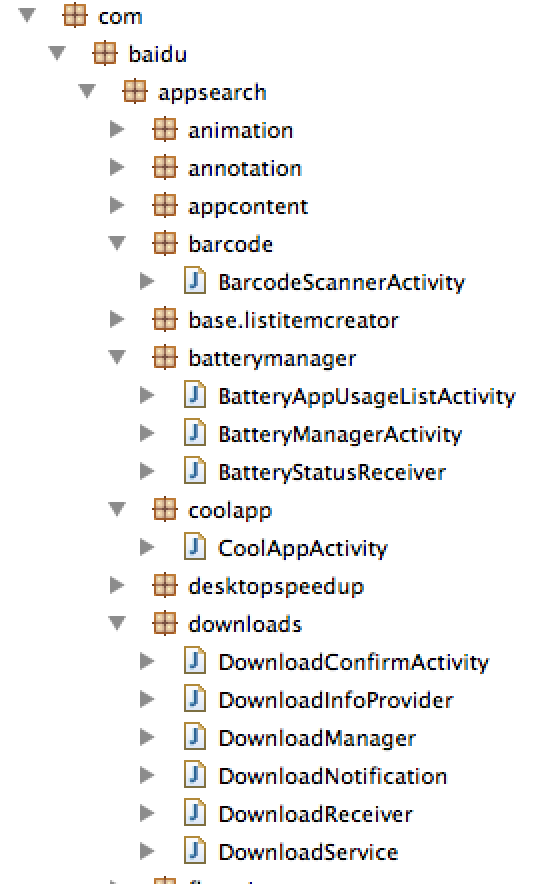 com
baidu
appsearch
animation
annotation
appcontent
barcode
BarcodeScannerActivity
base.listitemcreator
batterymanager
BatteryAppUsageListActivity
BatteryManagerActivity
BatteryStatusReceiver
coolapp
CoolAppActivity
desktopspeedup
downloads
DownloadConfirmActivity
DownloadInfoProvider
DownloadManager
DownloadNotification
DownloadReceiver
DownloadService